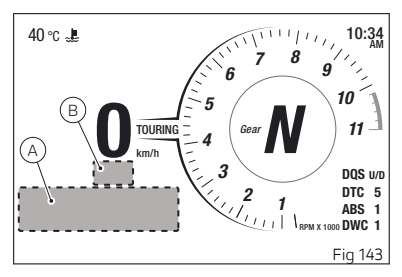 40 °C
10:34
AM
7
8
6
9
5
10
4
11
3
2
1
B
A
0
TOURING
km/h
Gear N
DQS U/D
DTC 5
ABS 1
RPM X 1000 DWC 1
Fig 143